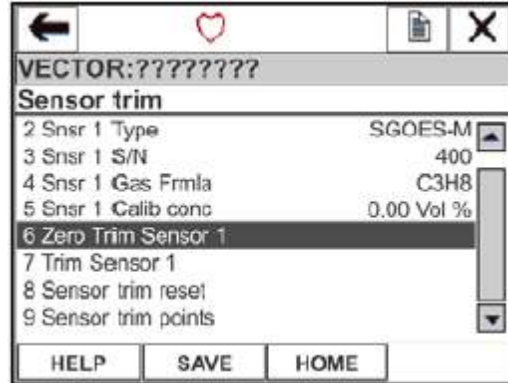 VECTOR:????????
Sensor trim
2 Snsr 1 Type SGOES-M
3 Snsr 1 S/N 400
4 Snsr 1 Gas Frmla C3H8
5 Snsr 1 Calib conc 0.00 Vol %
6 Zero Trim Sensor 1
7 Trim Sensor 1
8 Sensor trim reset
9 Sensor trim points
HELP SAVE HOME